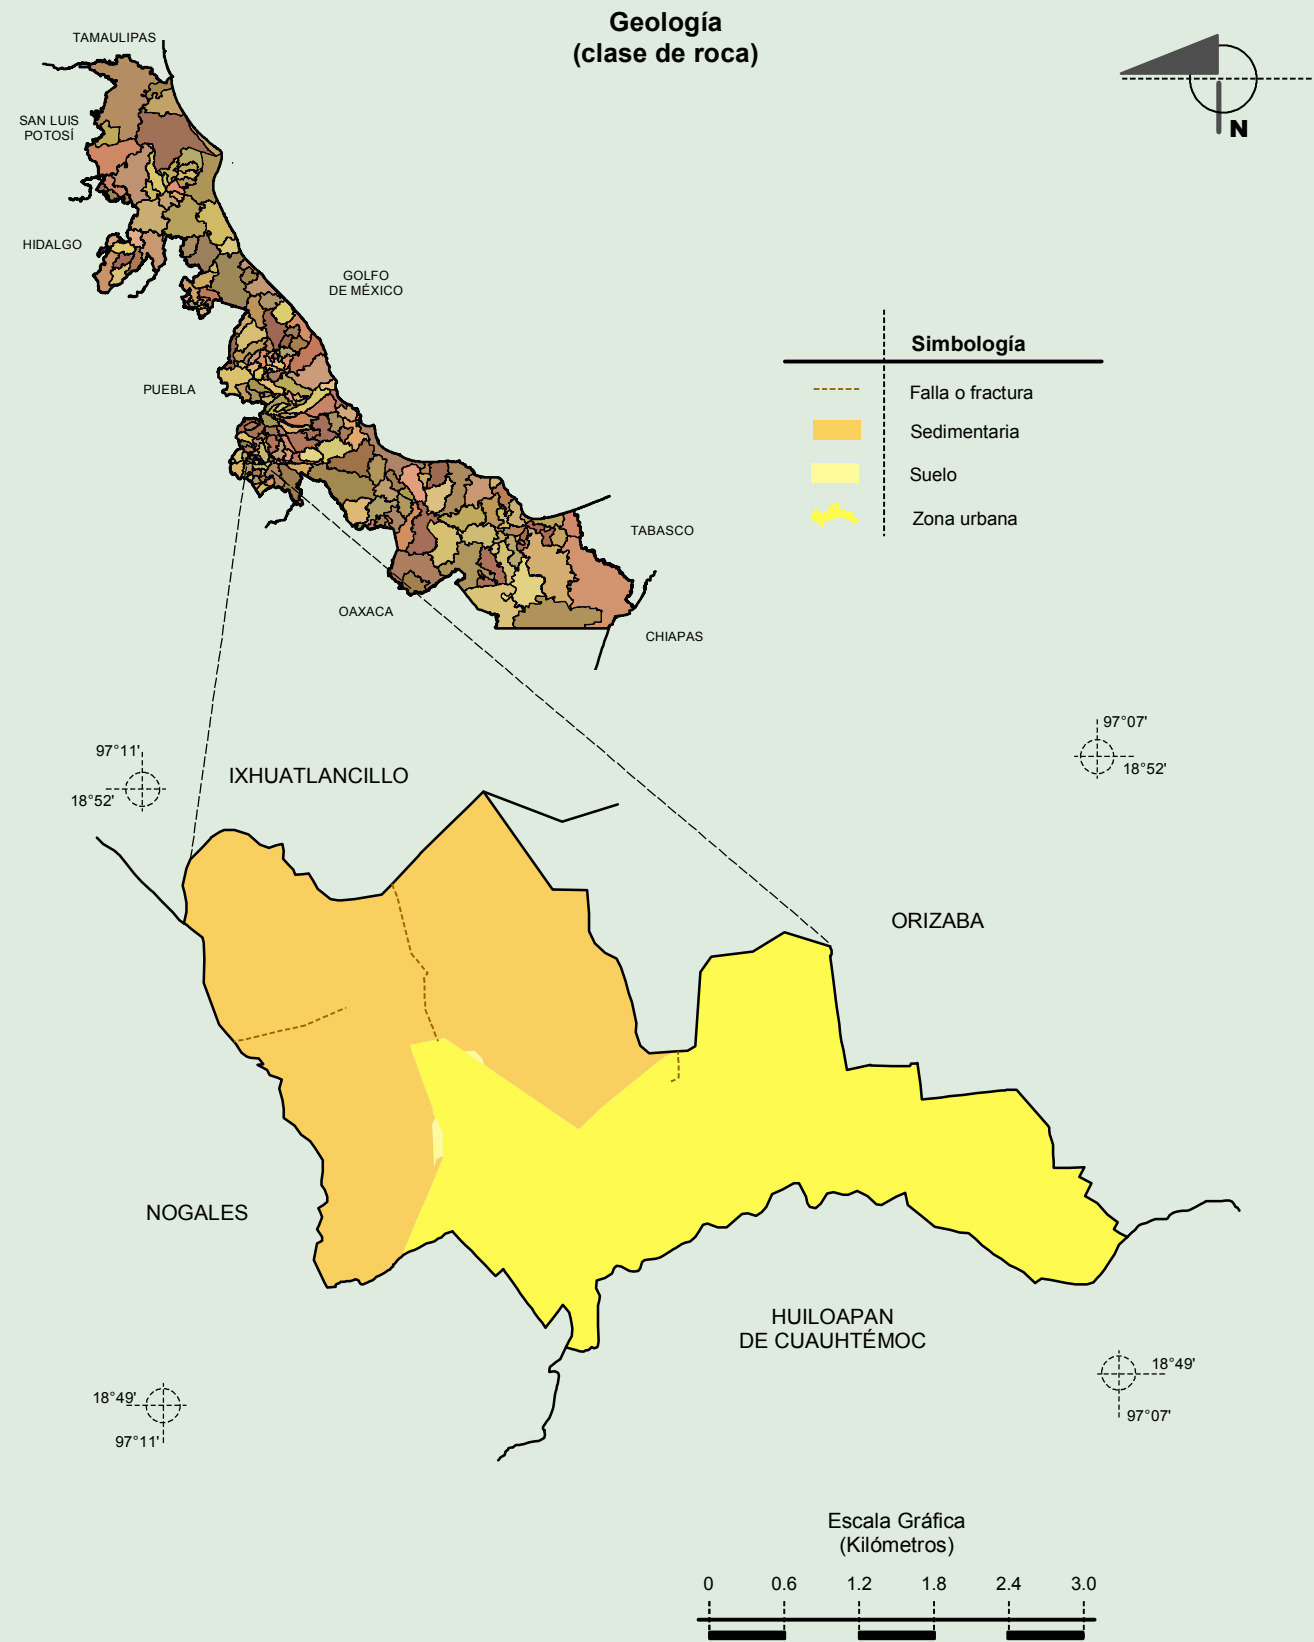 Geología
(clase de roca)
TAMAULIPAS
SAN LUIS
POTOSÍ
HIDALGO
GOLFO
DE MÉXICO
PUEBLA
TABASCO
OAXACA
CHIAPAS
N
Simbología
Falla o fractura
Sedimentaria
Suelo
Zona urbana
97°11'
18°52'
97°07'
18°52'
IXHUATLANCILLO
ORIZABA
NOGALES
HUILOAPAN
DE CUAUHTÉMOC
18°49'
97°11'
18°49'
97°07'
Escala Gráfica
(Kilómetros)
0 0.6 1.2 1.8 2.4 3.0